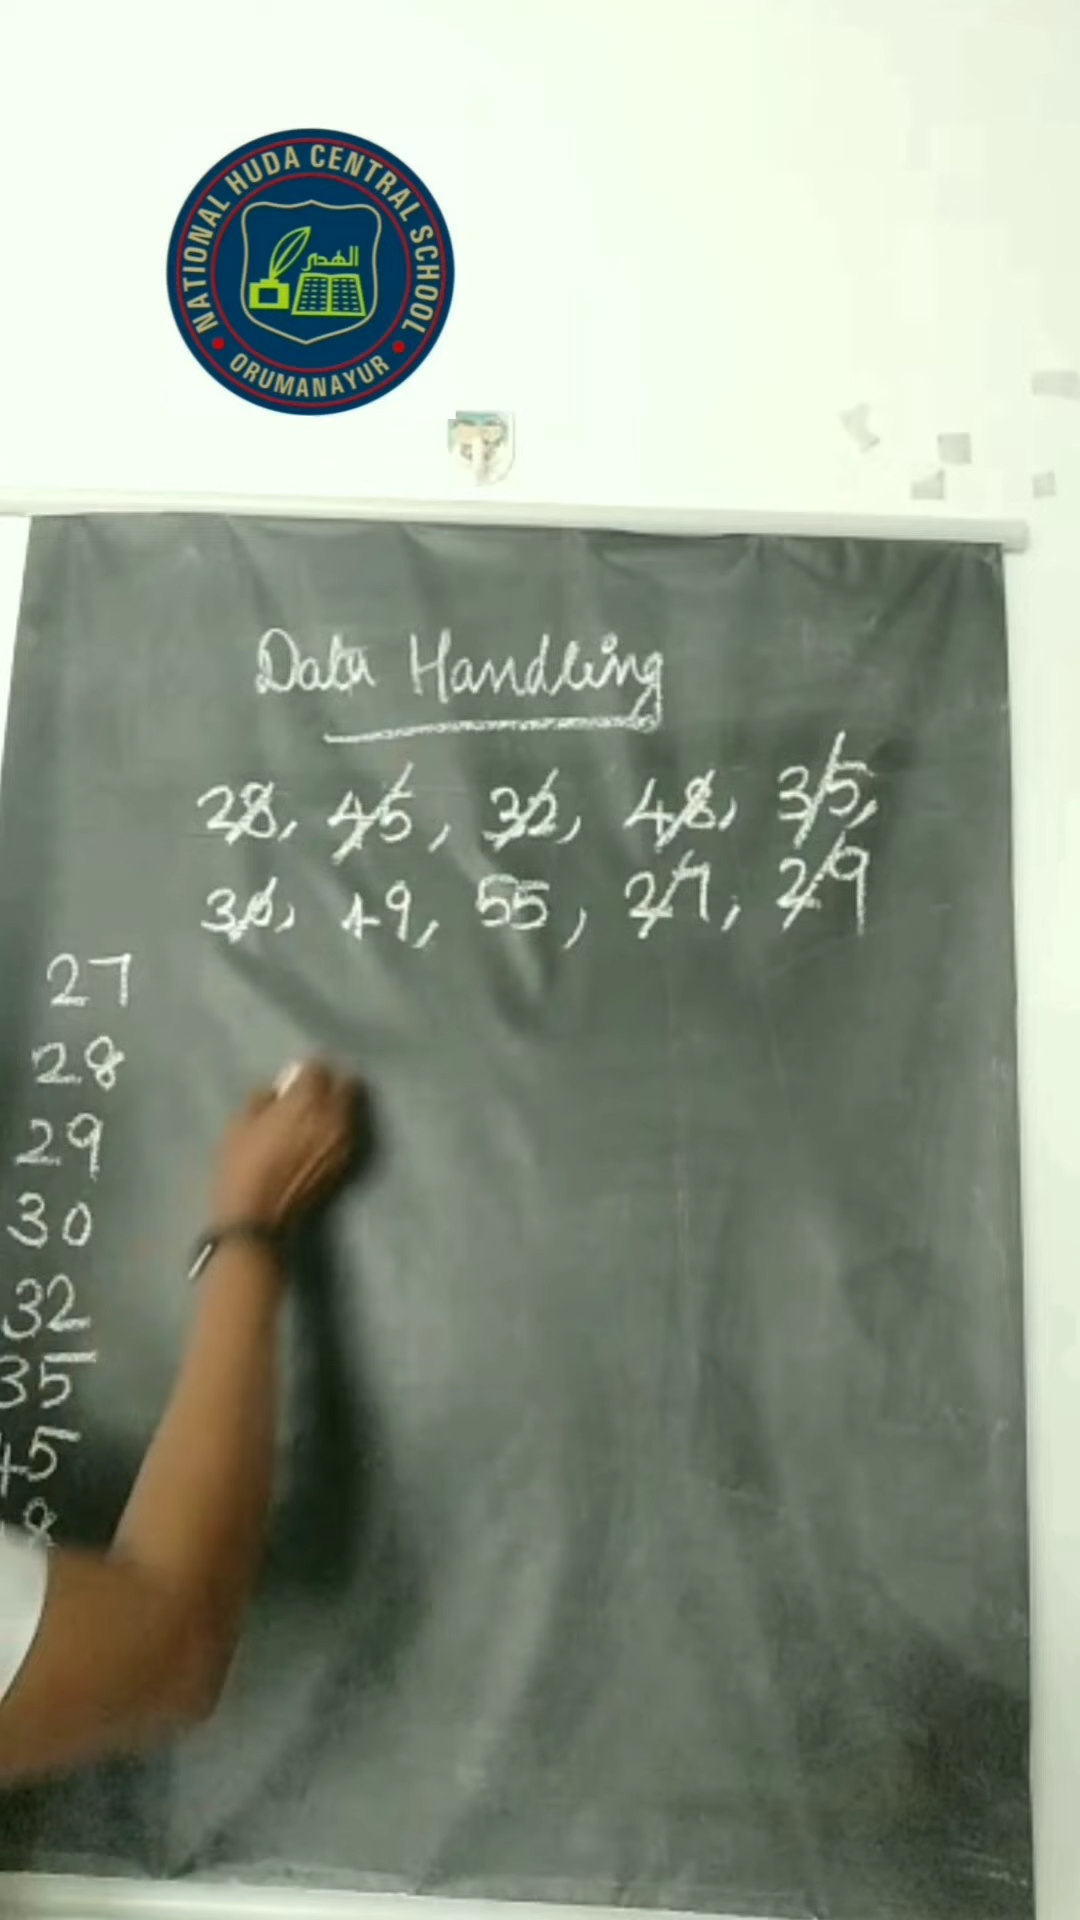 NATIONAL HUDA CENTRAL SCHOOL
الهدى
ORUMANAYUR
Data Handling
28, 45, 32, 48, 35,
30, 49, 55, 27, 29
27
28
29
30
32
35
45
48